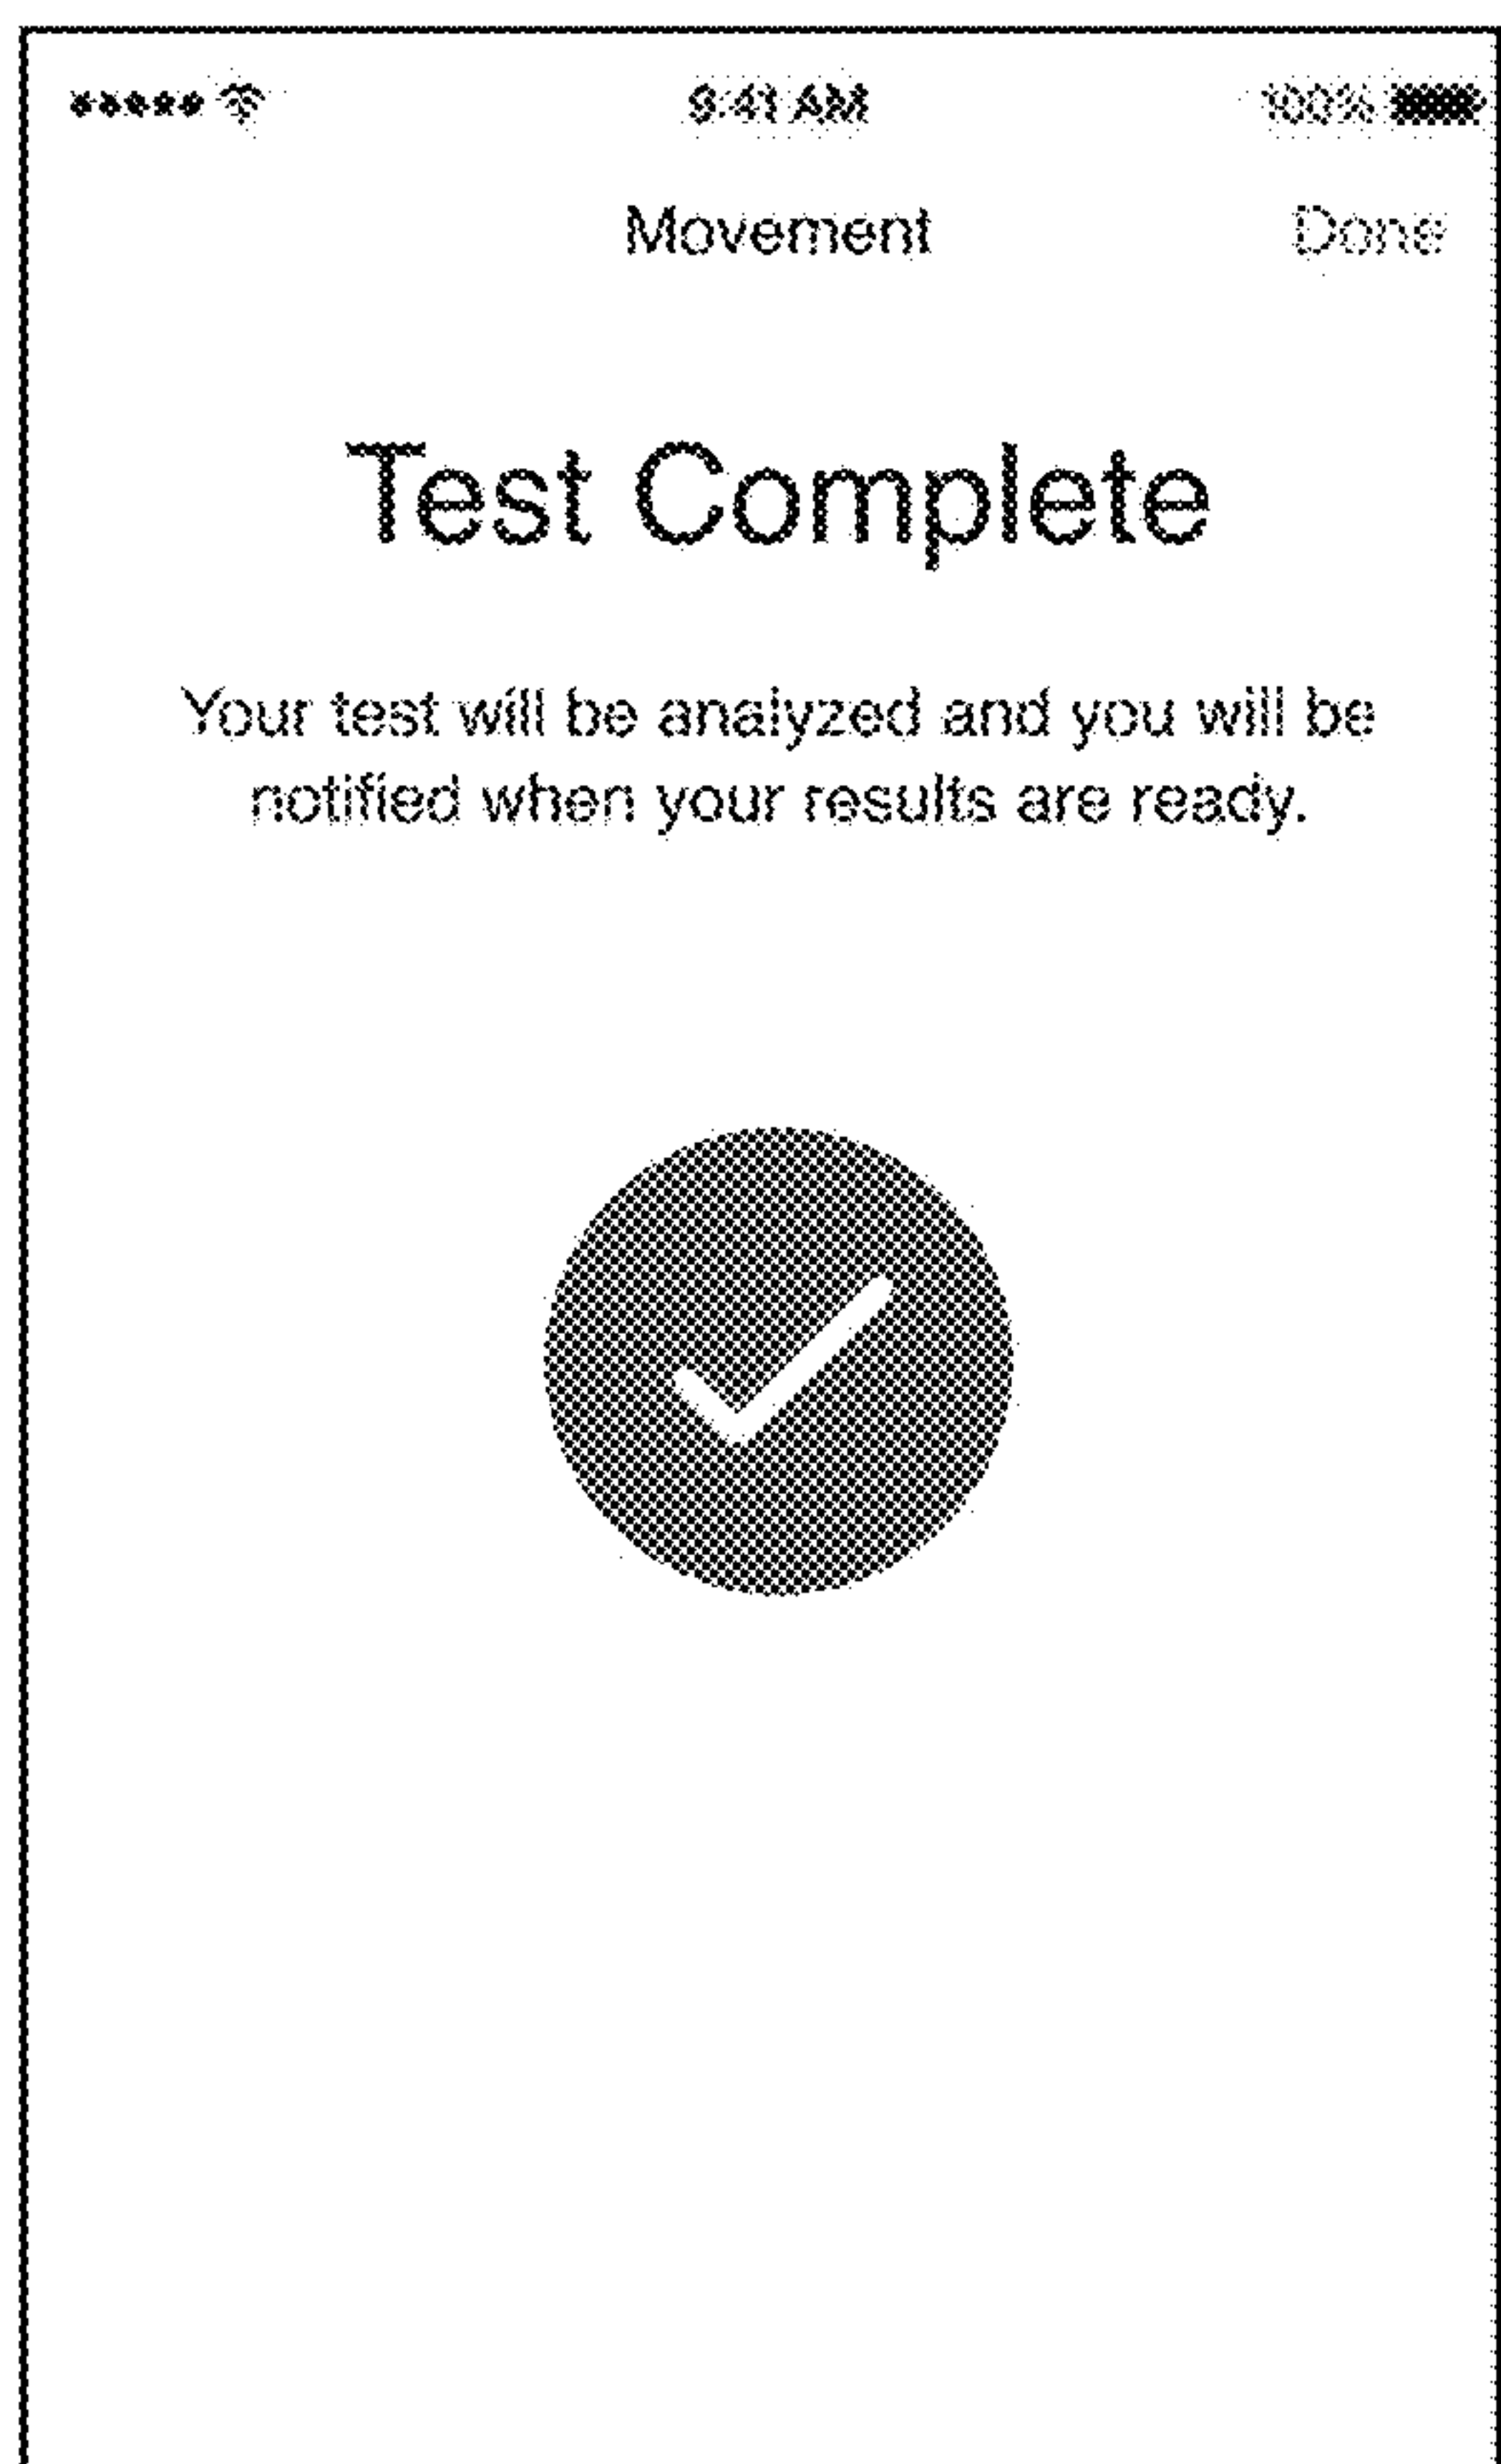 9:41 AM 100%
Movement Done
Test Complete
Your test will be analyzed and you will be
notified when your results are ready.